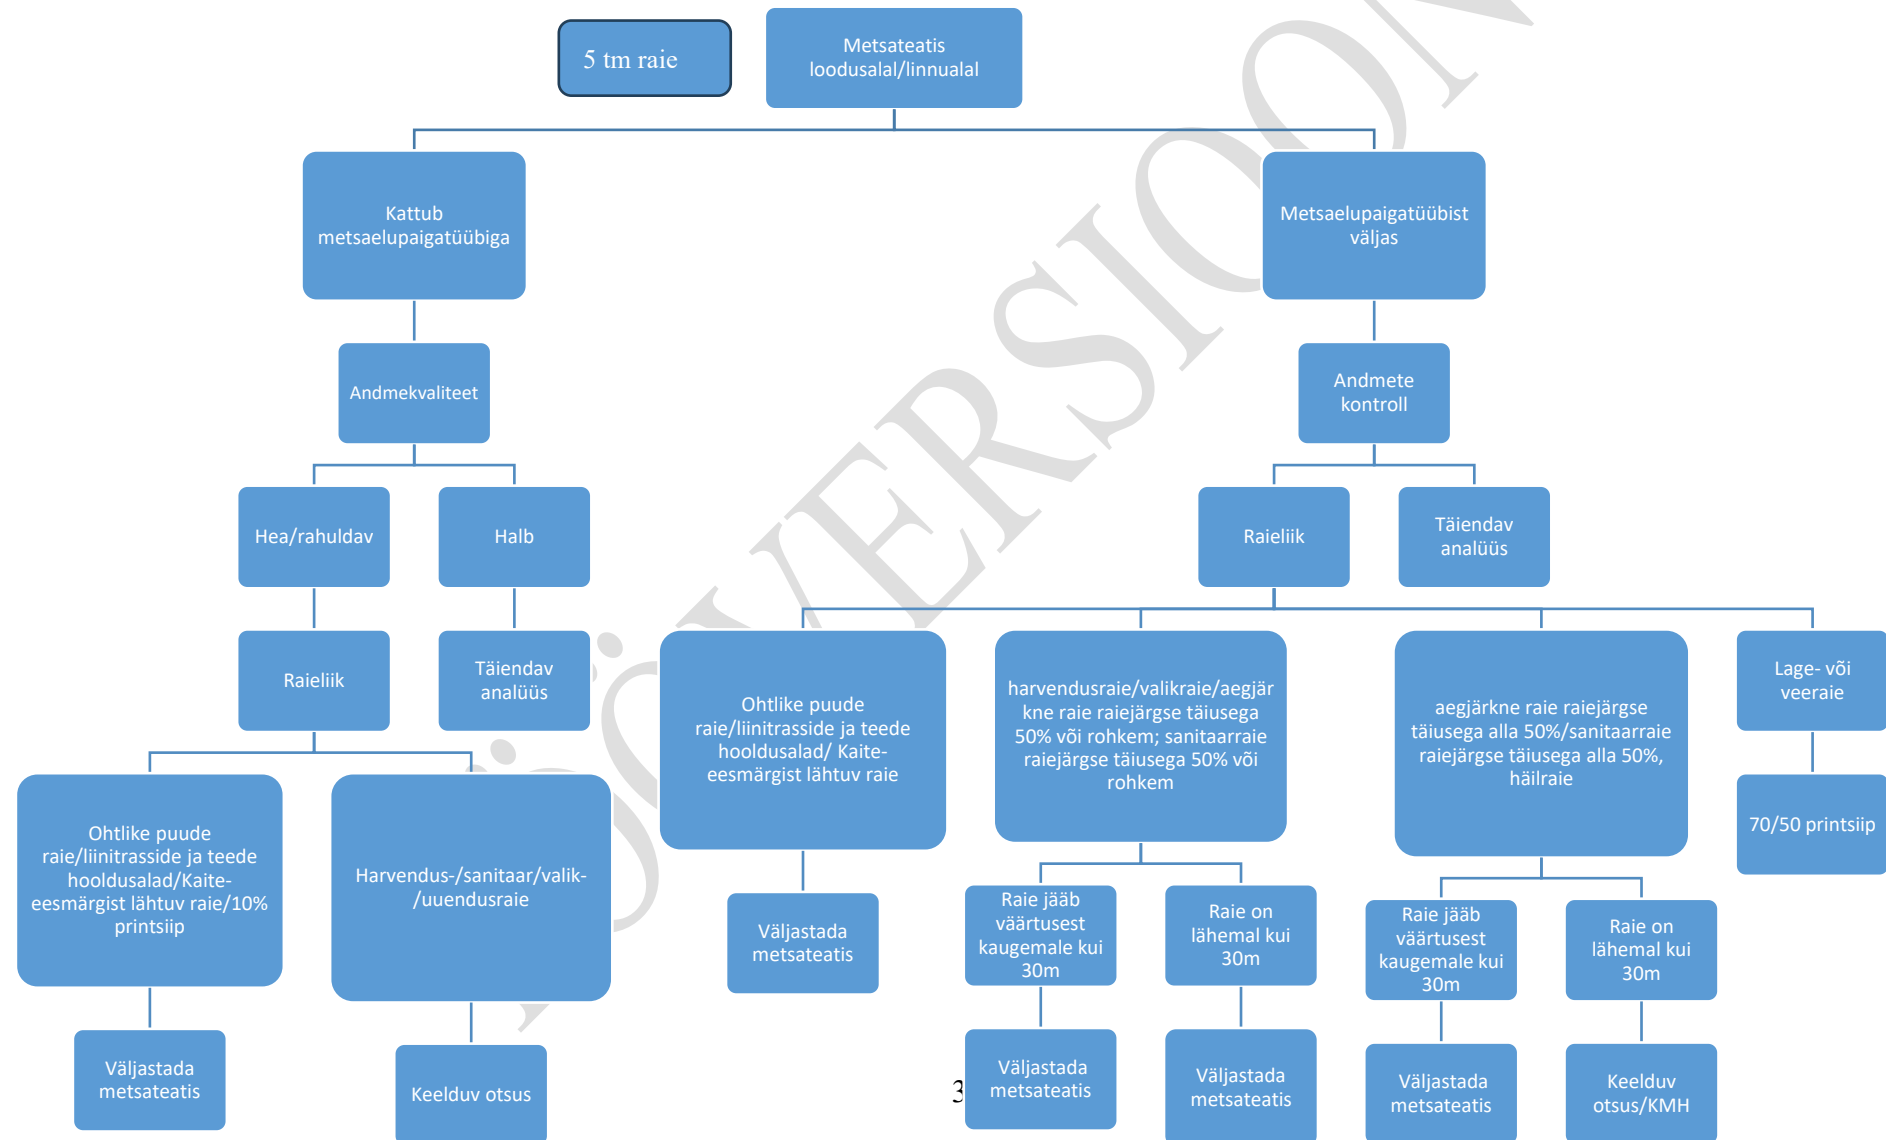 5 tm raie
Metsateatis
loodusalal/linnualal
Kattub
metsaelupaigatüübiga
Metsaelupaigatüübist
väljas
Andmekvaliteet
Andmete
kontroll
Hea/rahuldav
Halb
Raieliik
Täiendav
analüüs
Raieliik
Täiendav
analüüs
Ohtlike puude
raie/liinitrasside ja teede
hooldusalad/ Kaite-
eesmärgist lähtuv raie
harvendusraie/valikraie/aegjär
kne raie raiejärgse täiusega
50% või rohkem; sanitaarraie
raiejärgse täiusega 50% või
rohkem
aegjärkne raie raiejärgse
täiusega alla 50%/sanitaarraie
raiejärgse täiusega alla 50%,
häilraie
Lage- või
veeraie
Ohtlike puude
raie/liinitrasside ja teede
hooldusalad/Kaite-
eesmärgist lähtuv raie/10%
printsiip
Harvendus-/sanitaar/valik-
/uuendusraie
70/50 printsiip
Väljastada
metsateatis
Raie jääb
väärtusest
kaugemale kui
30m
Raie on
lähemal kui
30m
Raie jääb
väärtusest
kaugemale kui
30m
Raie on
lähemal kui
30m
Väljastada
metsateatis
Keelduv otsus
3
Väljastada
metsateatis
Väljastada
metsateatis
Väljastada
metsateatis
Keelduv
otsus/KMH
TÖÖVERSIOON